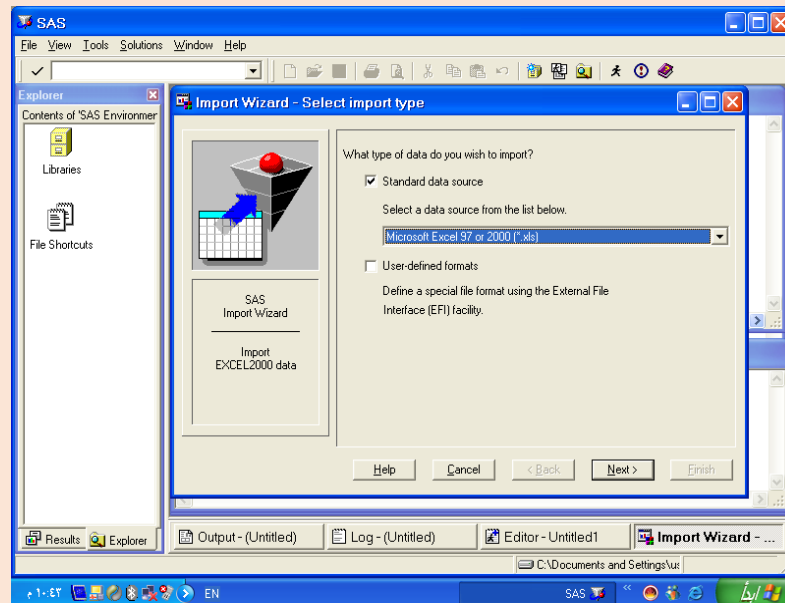 SAS
File View Tools Solutions Window Help
Explorer
Contents of 'SAS Environmer
Libraries
File Shortcuts
Results
Explorer
Import Wizard - Select import type
SAS
Import Wizard
Import
EXCEL2000 data
What type of data do you wish to import?
Standard data source
Select a data source from the list below.
Microsoft Excel 97 or 2000 (*.xls)
User-defined formats
Define a special file format using the External File
Interface (EFI) facility.
Help Cancel < Back Next > Finish
Output - (Untitled) Log - (Untitled) Editor - Untitled1 Import Wizard - ...
C:\Documents and Settings\us
١٠:٤٣ م EN SAS ابدأ